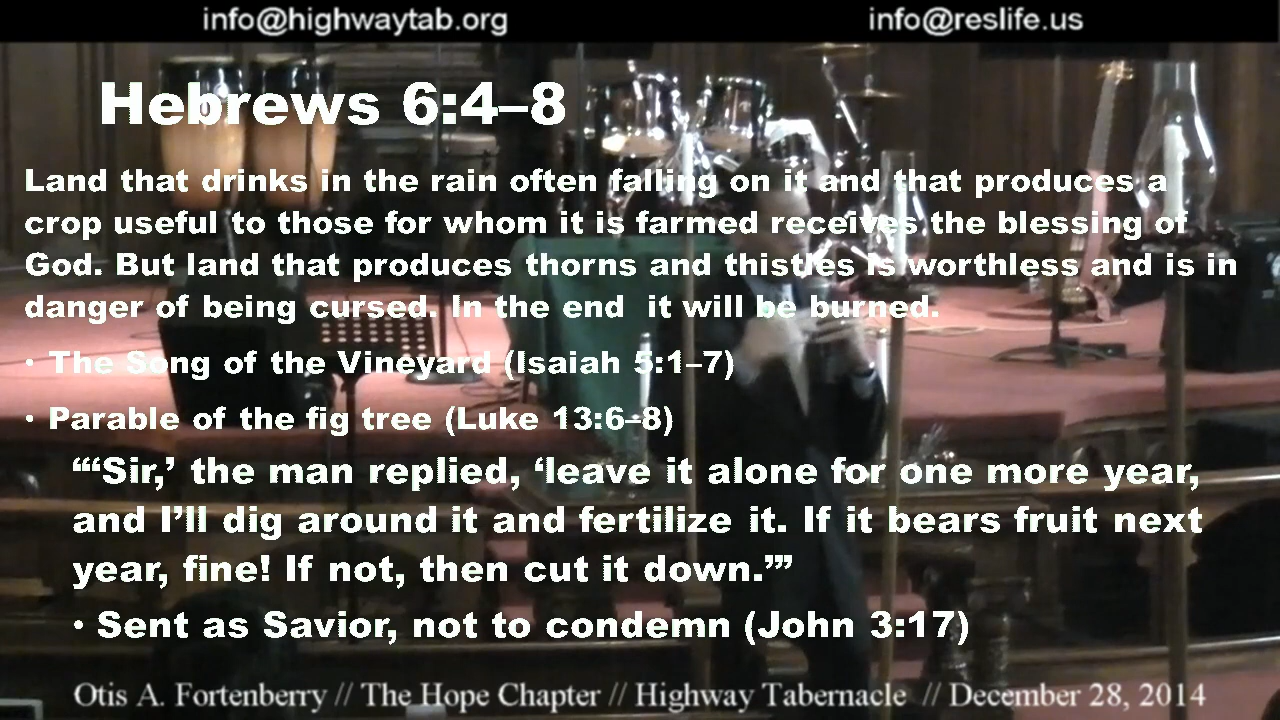 info@highwaytab.org info@reslife.us
Hebrews 6:4–8
Land that drinks in the rain often falling on it and that produces a
crop useful to those for whom it is farmed receives the blessing of
God. But land that produces thorns and thistles is worthless and is in
danger of being cursed. In the end it will be burned.
• The Song of the Vineyard (Isaiah 5:1–7)
• Parable of the fig tree (Luke 13:6–8)
“‘Sir,’ the man replied, ‘leave it alone for one more year,
and I’ll dig around it and fertilize it. If it bears fruit next
year, fine! If not, then cut it down.’”
• Sent as Savior, not to condemn (John 3:17)
Otis A. Fortenberry // The Hope Chapter // Highway Tabernacle // December 28, 2014